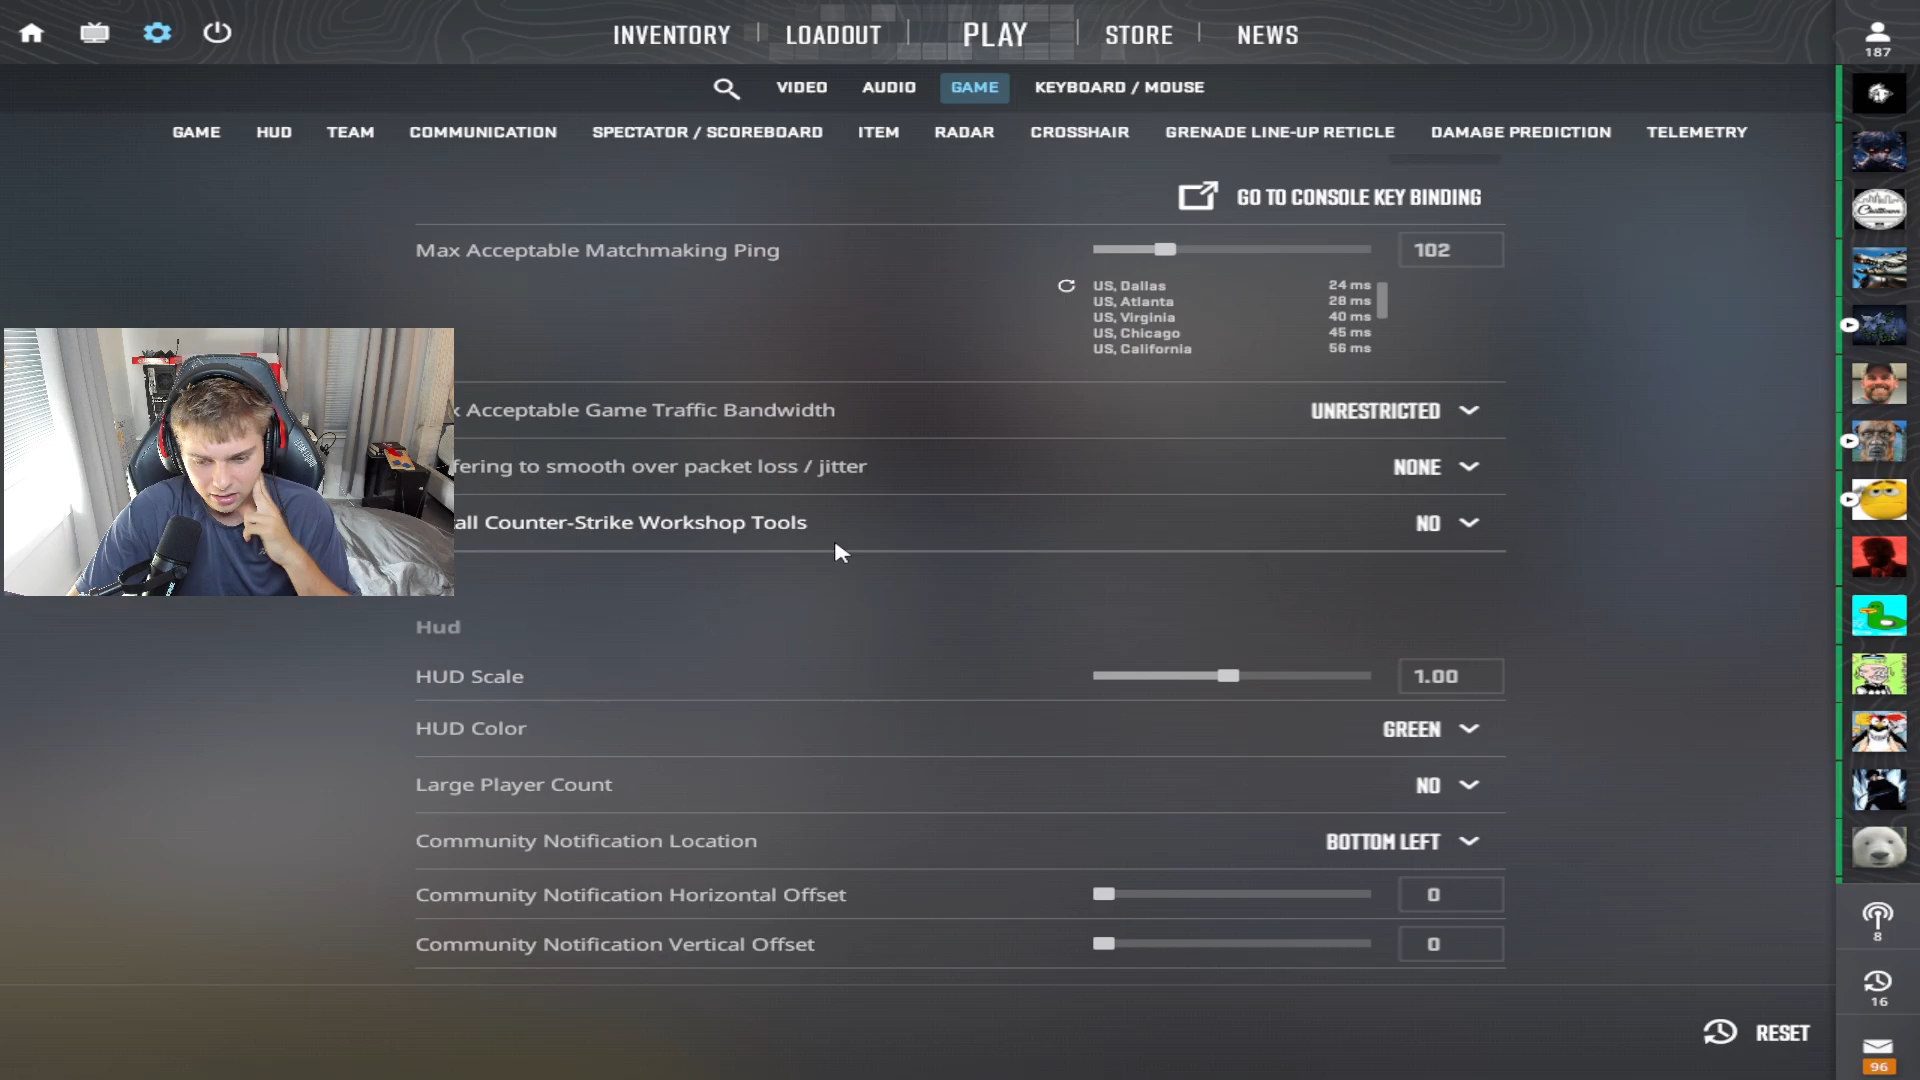 INVENTORY
LOADOUT
PLAY
STORE
NEWS
187
VIDEO
AUDIO
GAME
KEYBOARD / MOUSE
GAME
HUD
TEAM
COMMUNICATION
SPECTATOR / SCOREBOARD
ITEM
RADAR
CROSSHAIR
GRENADE LINE-UP RETICLE
DAMAGE PREDICTION
TELEMETRY
GO TO CONSOLE KEY BINDING
Max Acceptable Matchmaking Ping
102
US, Dallas 24 ms
US, Atlanta 28 ms
US, Virginia 40 ms
US, Chicago 45 ms
US, California 56 ms
Acceptable Game Traffic Bandwidth
UNRESTRICTED
fering to smooth over packet loss / jitter
NONE
all Counter-Strike Workshop Tools
NO
Hud
HUD Scale
1.00
HUD Color
GREEN
Large Player Count
NO
Community Notification Location
BOTTOM LEFT
Community Notification Horizontal Offset
0
Community Notification Vertical Offset
0
8
16
RESET
96